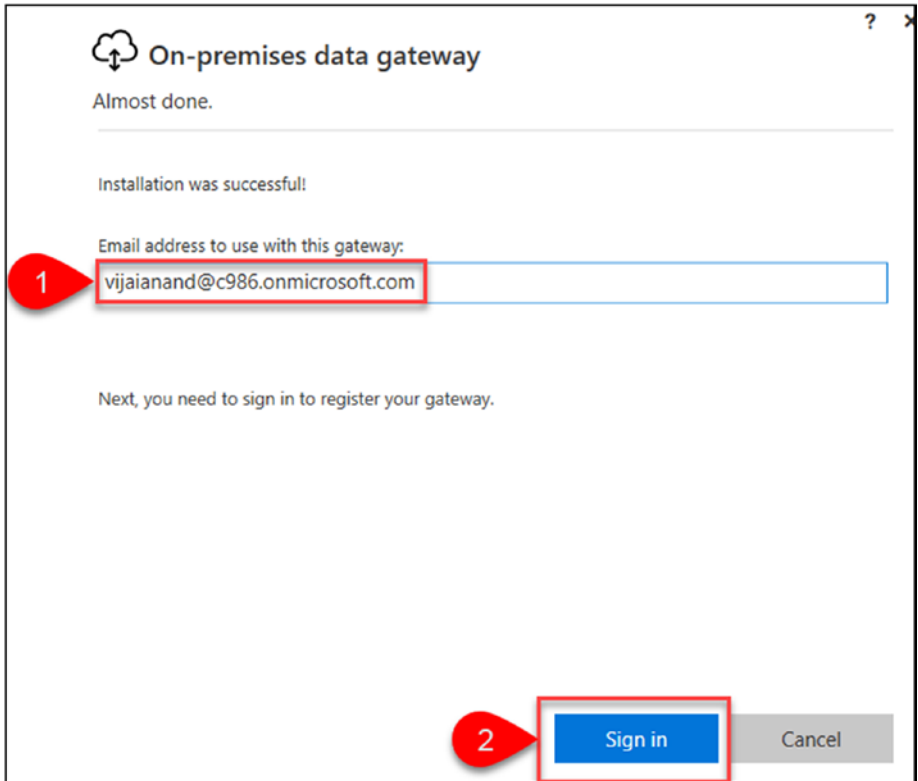 ? ×
On-premises data gateway
Almost done.
Installation was successful!
Email address to use with this gateway:
1
vijaianand@c986.onmicrosoft.com
Next, you need to sign in to register your gateway.
2
Sign in
Cancel